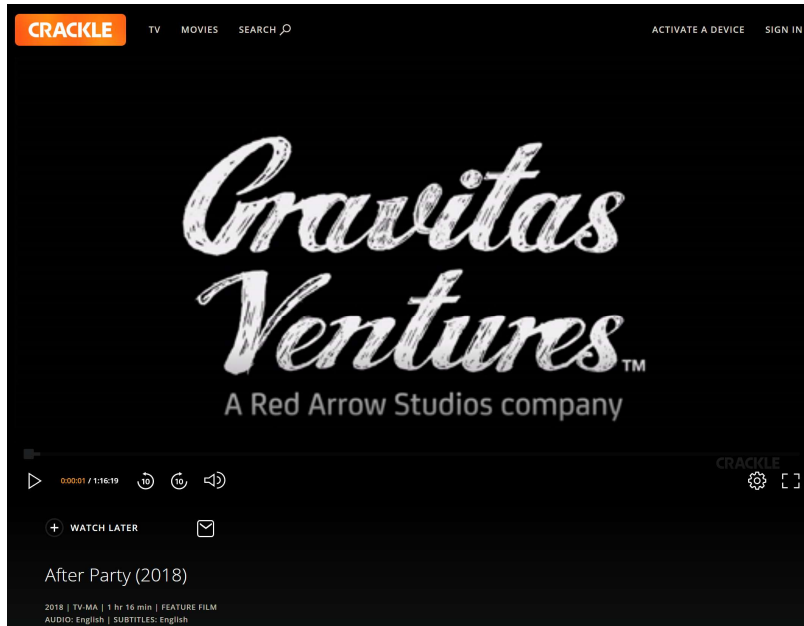 CRACKLE TV MOVIES SEARCH ACTIVATE A DEVICE SIGN IN
Gravitas
Ventures™
A Red Arrow Studios company
CRACKLE
0:00:01 / 1:16:19 10 10
+ WATCH LATER
After Party (2018)
2018 | TV-MA | 1 hr 16 min | FEATURE FILM
AUDIO: English | SUBTITLES: English